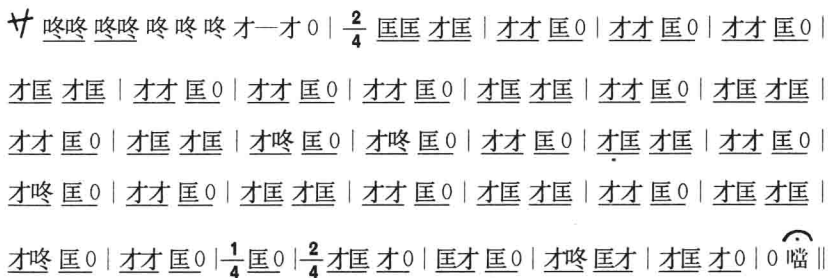 サ 咚咚 咚咚 咚 咚 咚 才—才 0 | 2/4 匡匡 才匡 | 才才 匡0 | 才才 匡0 | 才才 匡0 |
才匡 才匡 | 才才 匡0 | 才才 匡0 | 才才 匡0 | 才匡 才匡 | 才才 匡0 | 才匡 才匡 |
才才 匡0 | 才匡 才匡 | 才咚 匡0 | 才咚 匡0 | 才才 匡0 | 才匡 才匡 | 才才 匡0 |
才咚 匡0 | 才才 匡0 | 才匡 才匡 | 才才 匡0 | 才匡 才匡 | 才才 匡0 | 才匡 才匡 |
才咚 匡0 | 才才 匡0 | 1/4 匡0 | 2/4 才匡 才0 | 匡才 匡0 | 才咚 匡才 | 才匡 才0 | 0 噹 ‖